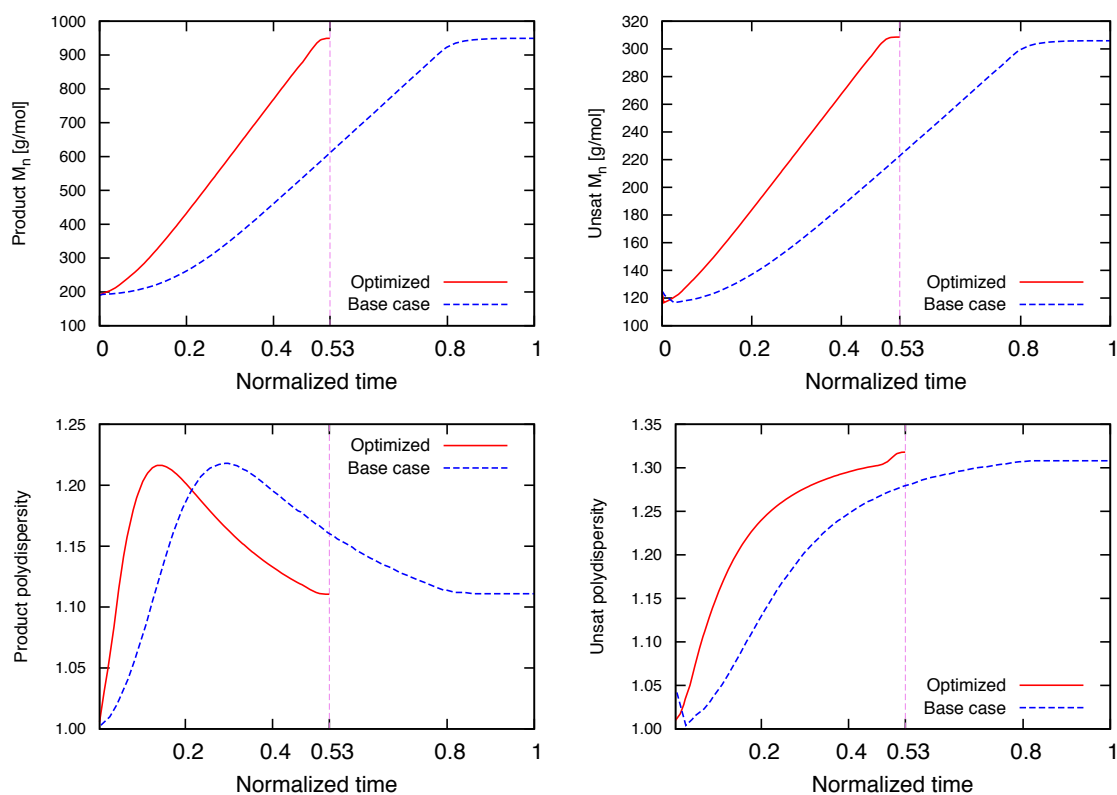 1000
900
800
700
600
500
400
300
200
100
Product Mn [g/mol]
Optimized
Base case
0 0.2 0.4 0.53 0.8 1
Normalized time
320
300
280
260
240
220
200
180
160
140
120
100
Unsat Mn [g/mol]
Optimized
Base case
0 0.2 0.4 0.53 0.8 1
Normalized time
1.25
1.20
1.15
1.10
1.05
1.00
Product polydispersity
Optimized
Base case
0.2 0.4 0.53 0.8 1
Normalized time
1.35
1.30
1.25
1.20
1.15
1.10
1.05
1.00
Unsat polydispersity
Optimized
Base case
0.2 0.4 0.53 0.8 1
Normalized time